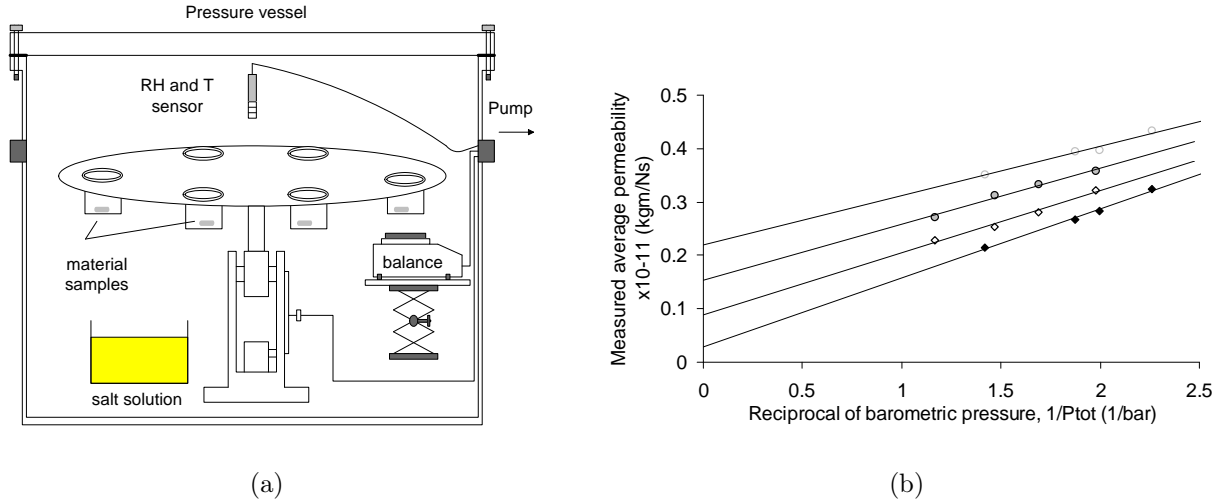 Pressure vessel
RH and T
sensor
Pump
material
samples
balance
salt solution
(a)
Measured average permeability
x10-11 (kgm/Ns)
0.5
0.4
0.3
0.2
0.1
0
0 0.5 1 1.5 2 2.5
Reciprocal of barometric pressure, 1/Ptot (1/bar)
(b)